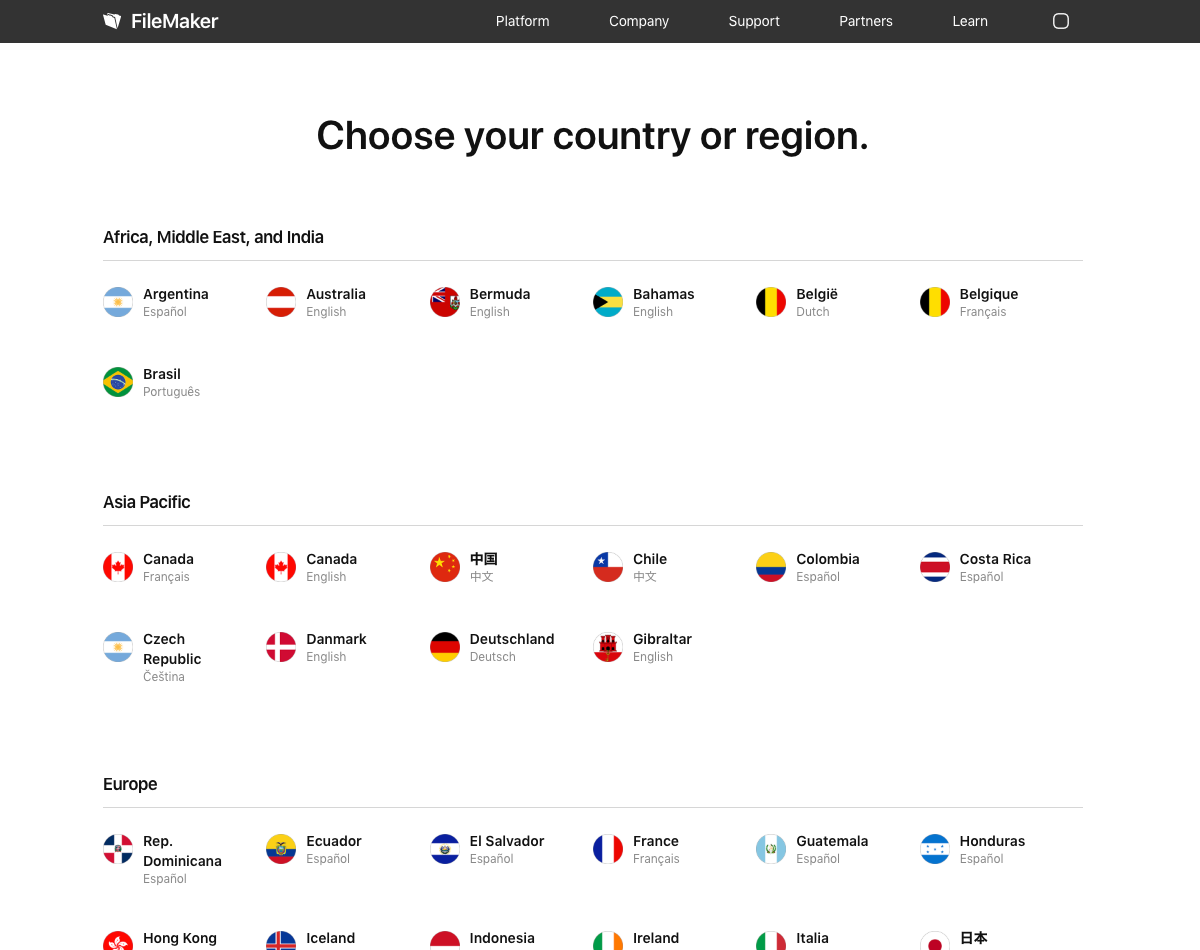 FileMaker
Platform
Company
Support
Partners
Learn
Choose your country or region.
Africa, Middle East, and India
Argentina
Español
Australia
English
Bermuda
English
Bahamas
English
België
Dutch
Belgique
Français
Brasil
Português
Asia Pacific
Canada
Français
Canada
English
中国
中文
Chile
中文
Colombia
Español
Costa Rica
Español
Czech
Republic
Čeština
Danmark
English
Deutschland
Deutsch
Gibraltar
English
Europe
Rep.
Dominicana
Español
Ecuador
Español
El Salvador
Español
France
Français
Guatemala
Español
Honduras
Español
Hong Kong
Iceland
Indonesia
Ireland
Italia
日本